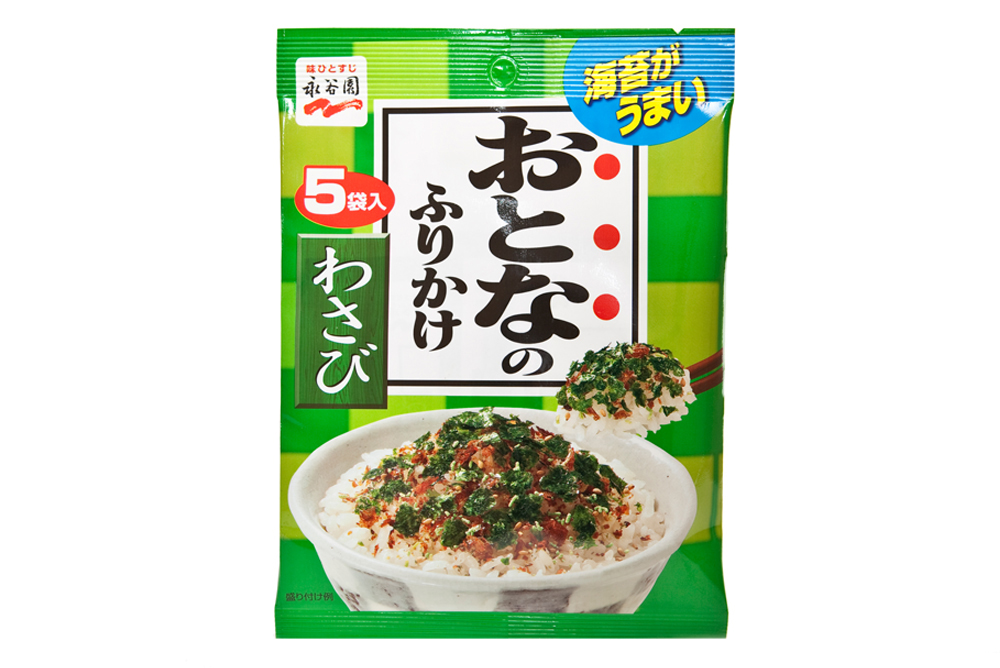 味ひとすじ
永谷園
海苔が
うまい
おとなの
ふりかけ
5袋入
わさび
盛り付け例